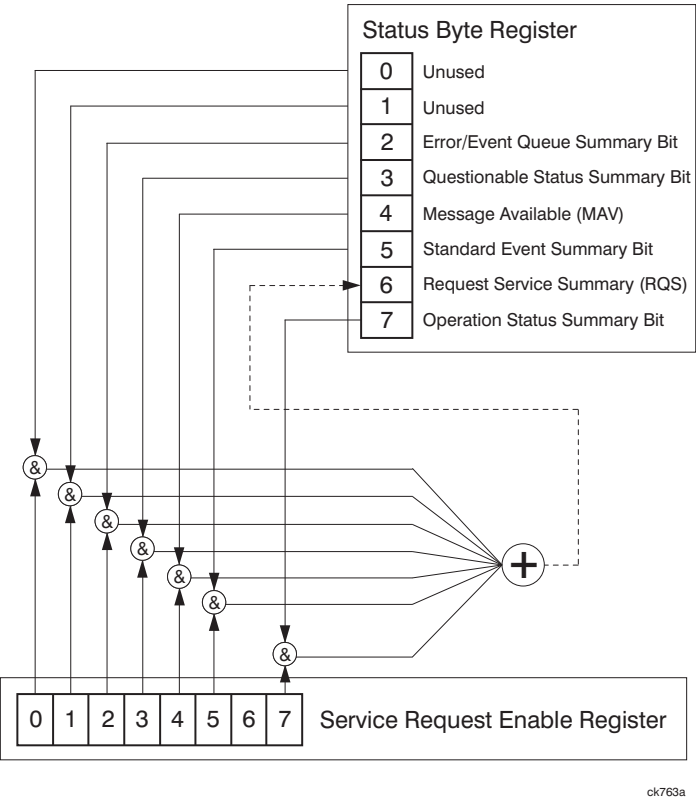 Status Byte Register
0 Unused
1 Unused
2 Error/Event Queue Summary Bit
3 Questionable Status Summary Bit
4 Message Available (MAV)
5 Standard Event Summary Bit
6 Request Service Summary (RQS)
7 Operation Status Summary Bit
&
&
&
&
&
&
&
+
0 1 2 3 4 5 6 7 Service Request Enable Register
ck763a